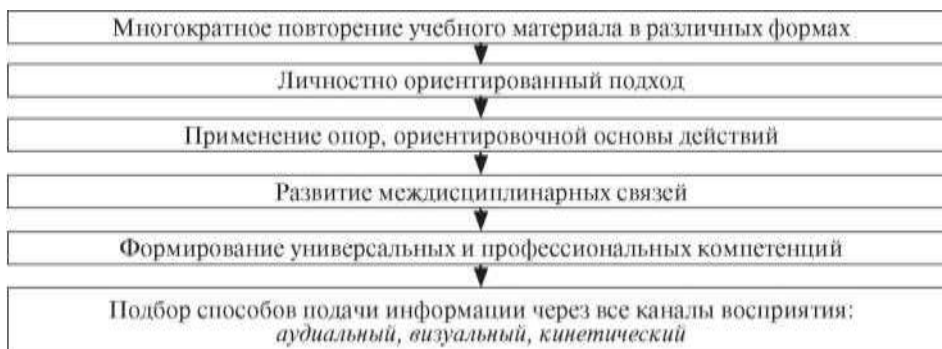 Многократное повторение учебного материала в различных формах
Личностно ориентированный подход
Применение опор, ориентировочной основы действий
Развитие междисциплинарных связей
Формирование универсальных и профессиональных компетенций
Подбор способов подачи информации через все каналы восприятия:
аудиальный, визуальный, кинетический